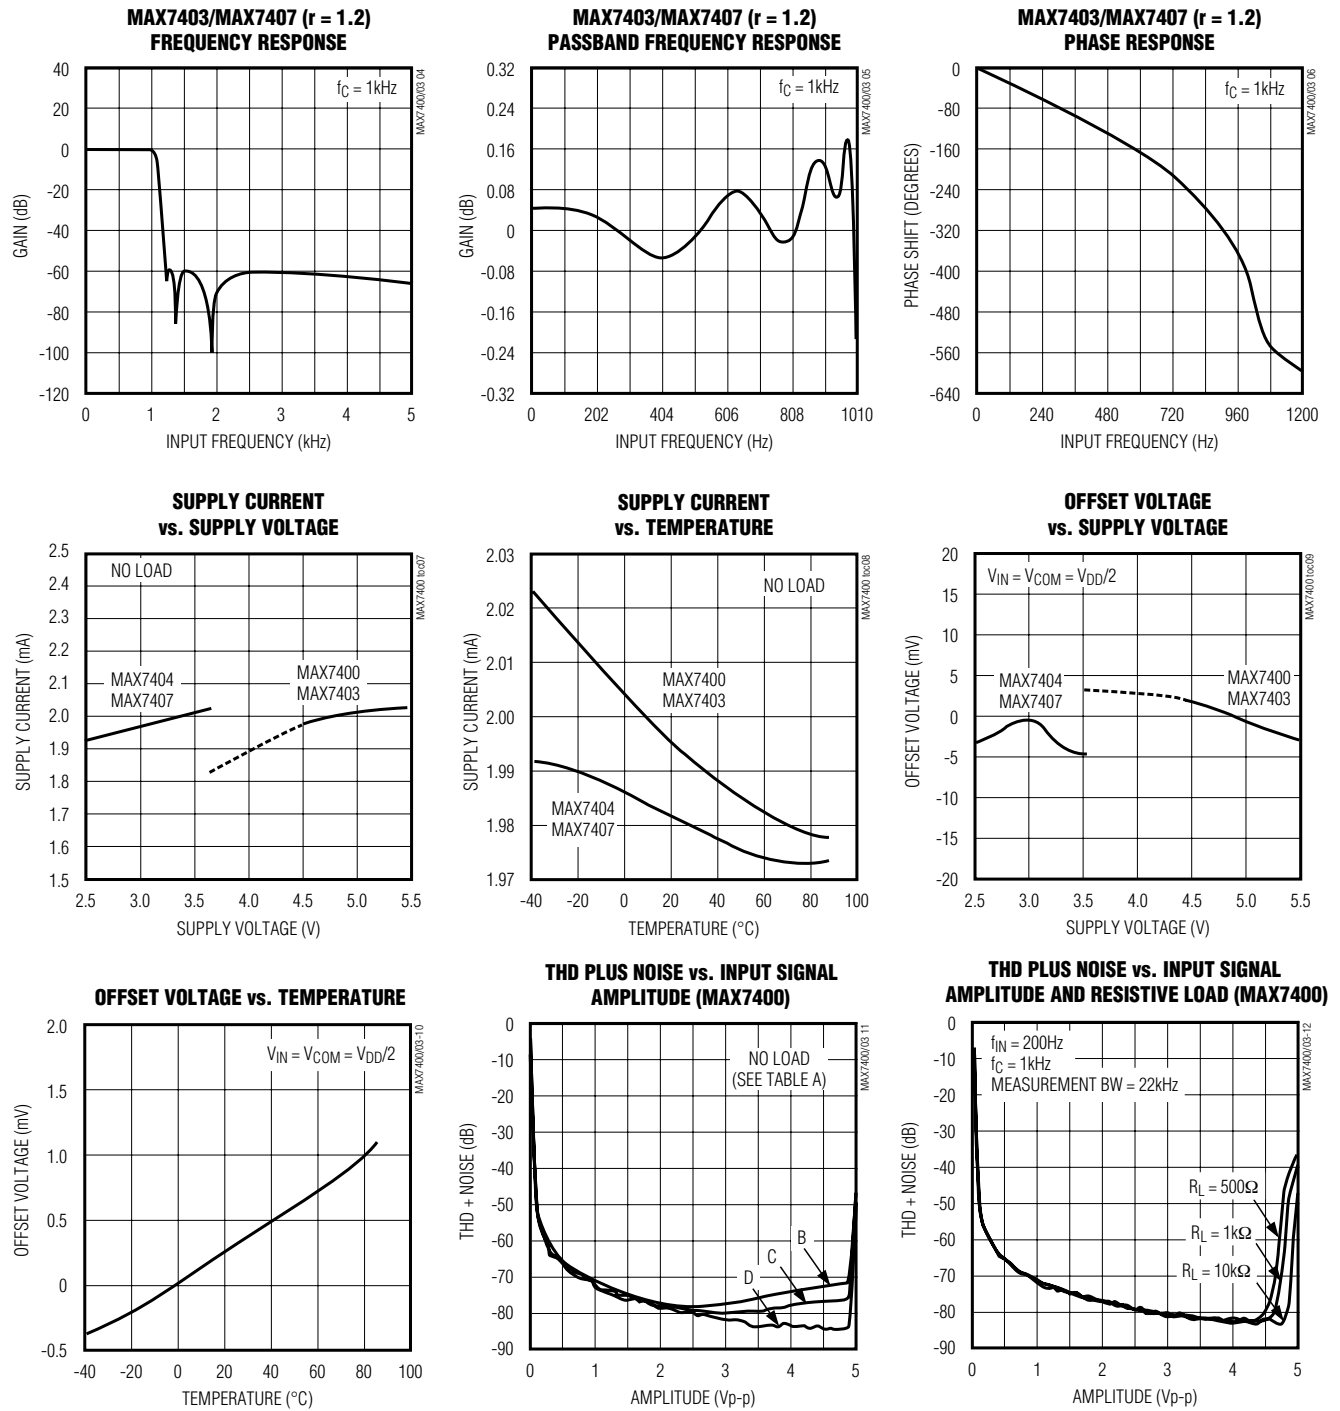 MAX7403/MAX7407 (r = 1.2)
FREQUENCY RESPONSE
40
20
0
-20
-40
-60
-80
-100
-120
GAIN (dB)
fC = 1kHz
MAX7400/03 04
0 1 2 3 4 5
INPUT FREQUENCY (kHz)
MAX7403/MAX7407 (r = 1.2)
PASSBAND FREQUENCY RESPONSE
0.32
0.24
0.16
0.08
0
-0.08
-0.16
-0.24
-0.32
GAIN (dB)
fC = 1kHz
MAX7400/03 05
0 202 404 606 808 1010
INPUT FREQUENCY (Hz)
MAX7403/MAX7407 (r = 1.2)
PHASE RESPONSE
0
-80
-160
-240
-320
-400
-480
-560
-640
PHASE SHIFT (DEGREES)
fC = 1kHz
MAX7400/03 06
0 240 480 720 960 1200
INPUT FREQUENCY (Hz)
SUPPLY CURRENT
vs. SUPPLY VOLTAGE
2.5
2.4
2.3
2.2
2.1
2.0
1.9
1.8
1.7
1.6
1.5
SUPPLY CURRENT (mA)
NO LOAD
MAX7404
MAX7407
MAX7400
MAX7403
MAX7400 toc07
2.5 3.0 3.5 4.0 4.5 5.0 5.5
SUPPLY VOLTAGE (V)
SUPPLY CURRENT
vs. TEMPERATURE
2.03
2.02
2.01
2.00
1.99
1.98
1.97
SUPPLY CURRENT (mA)
NO LOAD
MAX7400
MAX7403
MAX7404
MAX7407
MAX7400 toc08
-40 -20 0 20 40 60 80 100
TEMPERATURE (°C)
OFFSET VOLTAGE
vs. SUPPLY VOLTAGE
20
15
10
5
0
-5
-10
-15
-20
OFFSET VOLTAGE (mV)
VIN = VCOM = VDD/2
MAX7404
MAX7407
MAX7400
MAX7403
MAX7400 toc09
2.5 3.0 3.5 4.0 4.5 5.0 5.5
SUPPLY VOLTAGE (V)
OFFSET VOLTAGE vs. TEMPERATURE
2.0
1.5
1.0
0.5
0
-0.5
OFFSET VOLTAGE (mV)
VIN = VCOM = VDD/2
MAX7400/03-10
-40 -20 0 20 40 60 80 100
TEMPERATURE (°C)
THD PLUS NOISE vs. INPUT SIGNAL
AMPLITUDE (MAX7400)
0
-10
-20
-30
-40
-50
-60
-70
-80
-90
THD + NOISE (dB)
NO LOAD
(SEE TABLE A)
B
C
D
MAX7400/03 11
0 1 2 3 4 5
AMPLITUDE (Vp-p)
THD PLUS NOISE vs. INPUT SIGNAL
AMPLITUDE AND RESISTIVE LOAD (MAX7400)
0
-10
-20
-30
-40
-50
-60
-70
-80
-90
THD + NOISE (dB)
fIN = 200Hz
fC = 1kHz
MEASUREMENT BW = 22kHz
RL = 500Ω
RL = 1kΩ
RL = 10kΩ
MAX7400/03-12
0 1 2 3 4 5
AMPLITUDE (Vp-p)